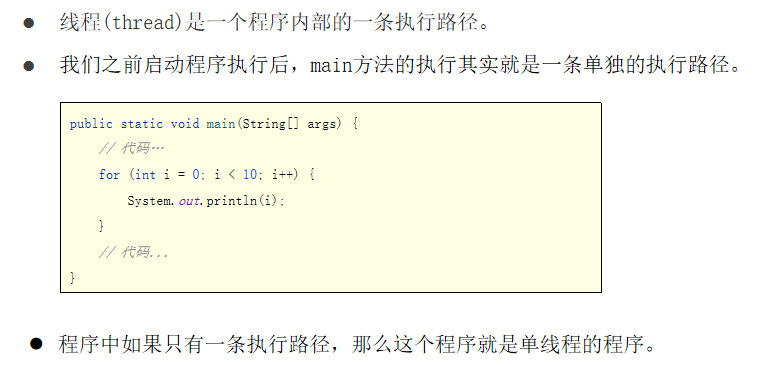 ● 线程(thread)是一个程序内部的一条执行路径。
● 我们之前启动程序执行后，main方法的执行其实就是一条单独的执行路径。
public static void main(String[] args) {
    // 代码…
    for (int i = 0; i < 10; i++) {
        System.out.println(i);
    }
    // 代码...
}
● 程序中如果只有一条执行路径，那么这个程序就是单线程的程序。